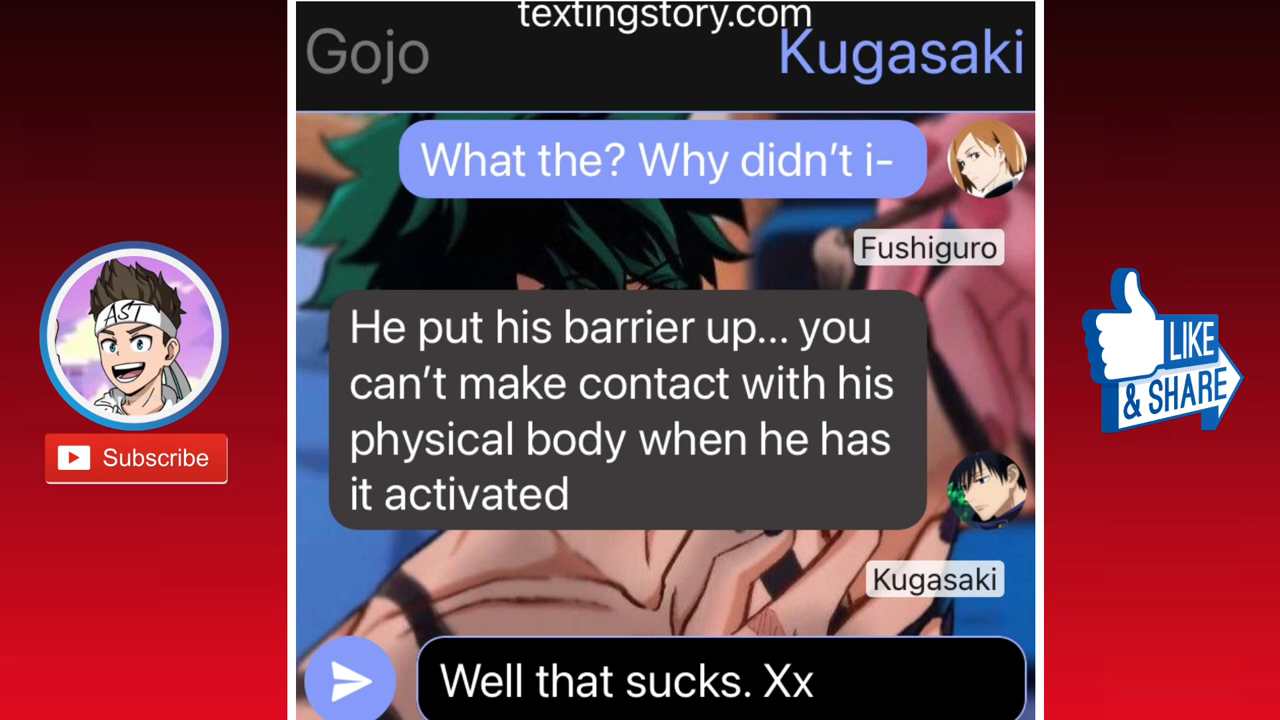 textingstory.com
Gojo
Kugasaki
What the? Why didn't i-
Fushiguro
He put his barrier up... you
can't make contact with his
physical body when he has
it activated
Kugasaki
Well that sucks. Xx
AST
Subscribe
LIKE
& SHARE